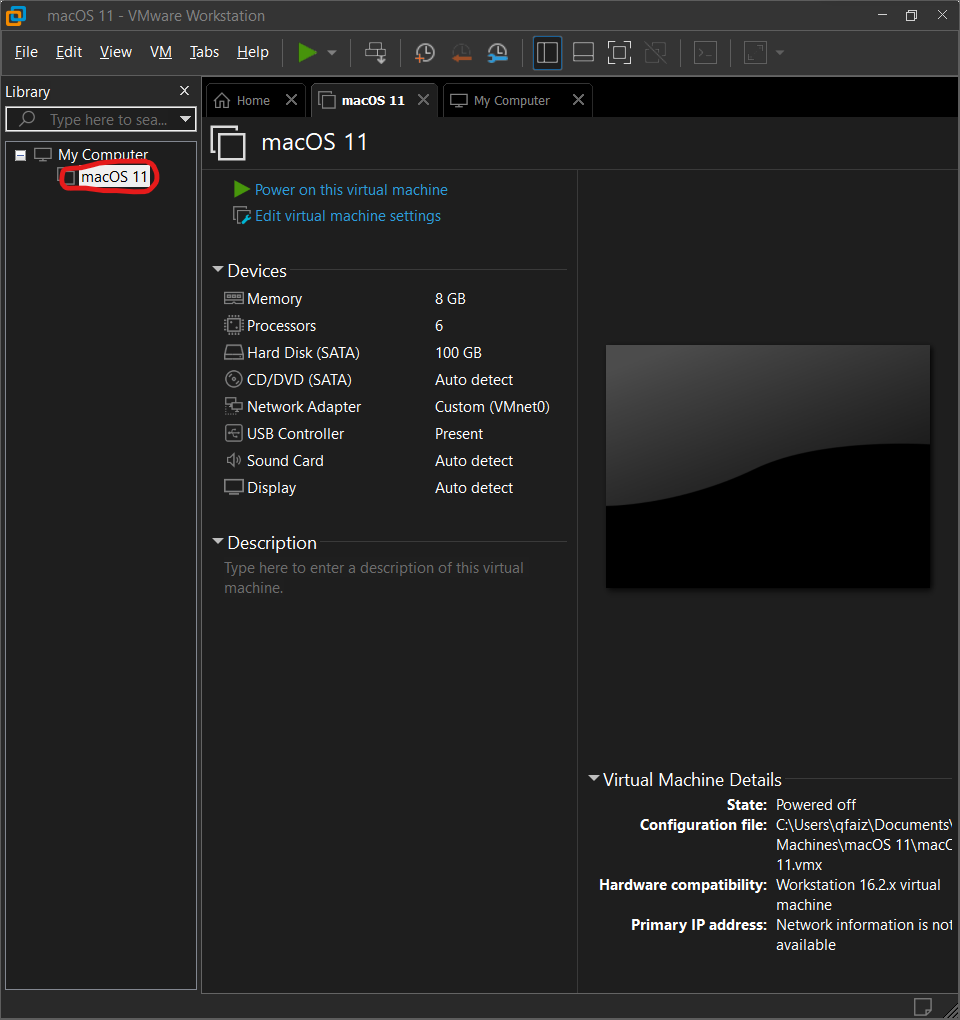 macOS 11 - VMware Workstation
File Edit View VM Tabs Help
Library
Type here to sea...
My Computer
macOS 11
Home
macOS 11
My Computer
macOS 11
Power on this virtual machine
Edit virtual machine settings
Devices
Memory 8 GB
Processors 6
Hard Disk (SATA) 100 GB
CD/DVD (SATA) Auto detect
Network Adapter Custom (VMnet0)
USB Controller Present
Sound Card Auto detect
Display Auto detect
Description
Type here to enter a description of this virtual
machine.
Virtual Machine Details
State: Powered off
Configuration file: C:\Users\qfaiz\Documents\
Machines\macOS 11\macO
11.vmx
Hardware compatibility: Workstation 16.2.x virtual
machine
Primary IP address: Network information is not
available